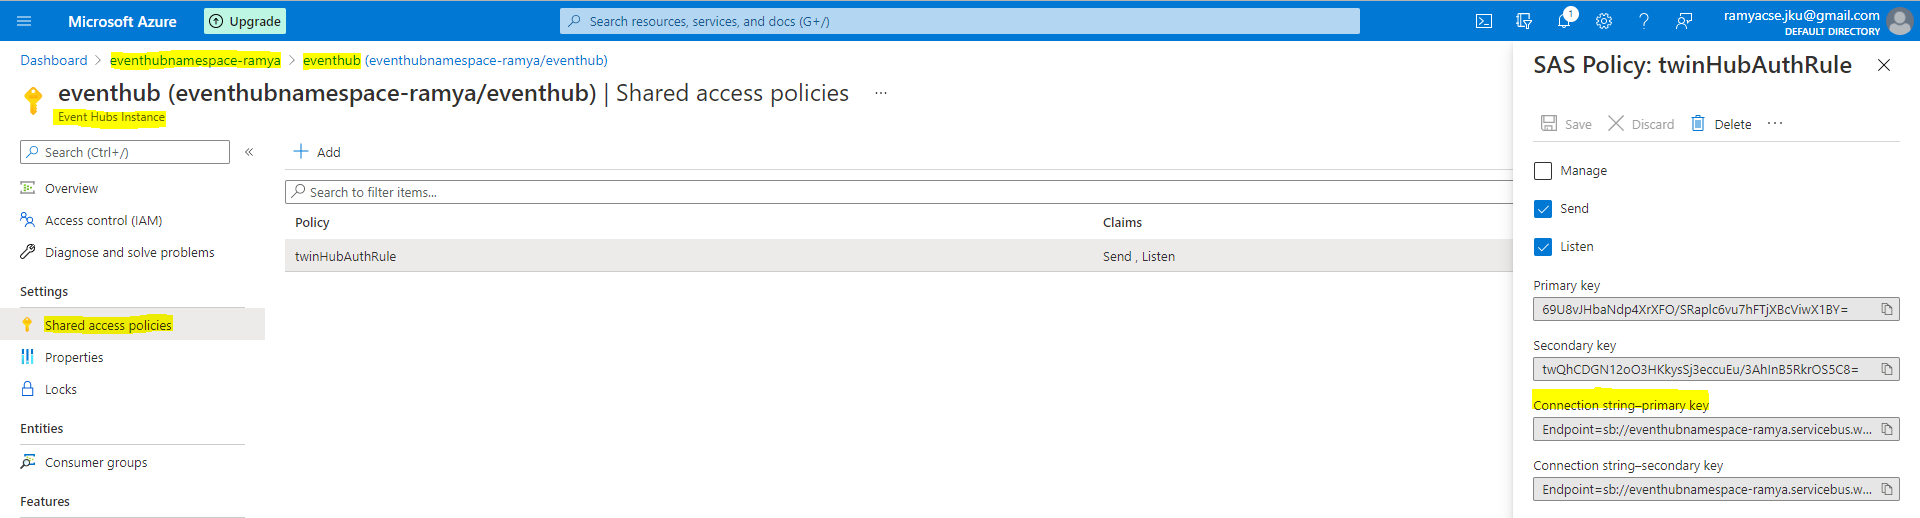 Microsoft Azure
Upgrade
Search resources, services, and docs (G+/)
1
ramyacse.jku@gmail.com
DEFAULT DIRECTORY
Dashboard > eventhubnamespace-ramya > eventhub (eventhubnamespace-ramya/eventhub)
eventhub (eventhubnamespace-ramya/eventhub) | Shared access policies ...
Event Hubs Instance
Search (Ctrl+/)
«
Overview
Access control (IAM)
Diagnose and solve problems
Settings
Shared access policies
Properties
Locks
Entities
Consumer groups
Features
Add
Search to filter items...
Policy Claims
twinHubAuthRule Send , Listen
SAS Policy: twinHubAuthRule
Save Discard Delete ...
Manage
Send
Listen
Primary key
69U8vJHbaNdp4XrXFO/SRaplc6vu7hFTjXBcViwX1BY=
Secondary key
twQhCDGN12oO3HKkysSj3eccuEu/3AhInB5RkrOS5C8=
Connection string–primary key
Endpoint=sb://eventhubnamespace-ramya.servicebus.w...
Connection string–secondary key
Endpoint=sb://eventhubnamespace-ramya.servicebus.w...